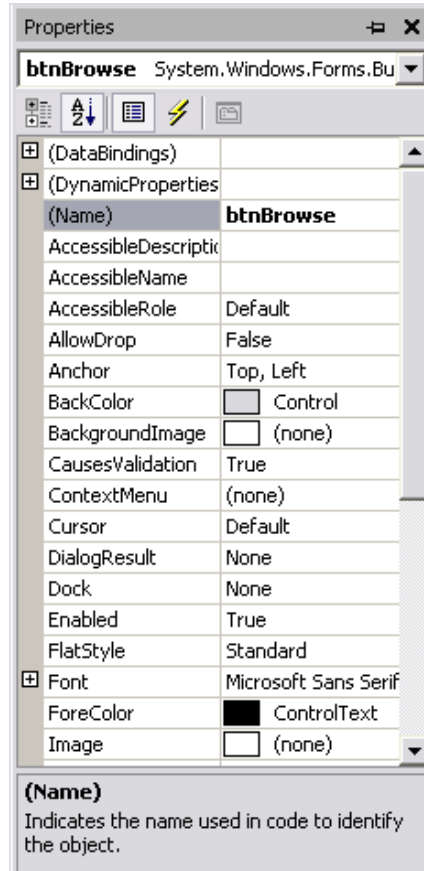 Properties
btnBrowse System.Windows.Forms.Bu
(DataBindings)
(DynamicProperties
(Name) btnBrowse
AccessibleDescriptic
AccessibleName
AccessibleRole Default
AllowDrop False
Anchor Top, Left
BackColor Control
BackgroundImage (none)
CausesValidation True
ContextMenu (none)
Cursor Default
DialogResult None
Dock None
Enabled True
FlatStyle Standard
Font Microsoft Sans Serif
ForeColor ControlText
Image (none)
(Name)
Indicates the name used in code to identify
the object.